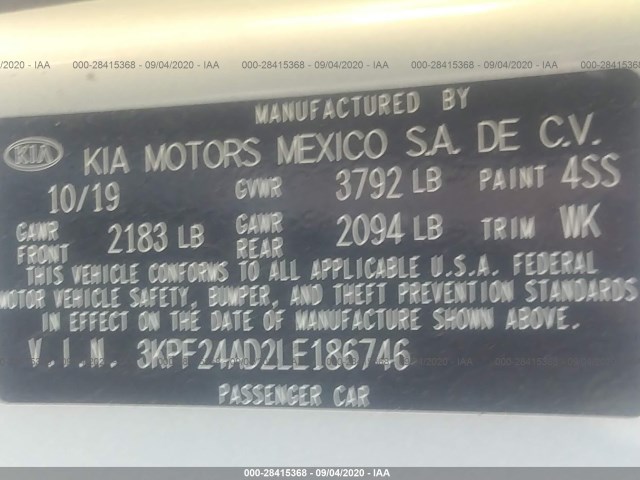 000-28415368 - 09/04/2020 - IAA
MANUFACTURED BY
KIA KIA MOTORS MEXICO S.A. DE C.V.
10/19 GVWR 3792 LB PAINT 4SS
GAWR FRONT 2183 LB GAWR REAR 2094 LB TRIM WK
THIS VEHICLE CONFORMS TO ALL APPLICABLE U.S.A. FEDERAL
MOTOR VEHICLE SAFETY, BUMPER, AND THEFT PREVENTION STANDARDS
IN EFFECT ON THE DATE OF MANUFACTURE SHOWN ABOVE.
V.I.N. 3KPF24AD2LE186746
PASSENGER CAR
000-28415368 - 09/04/2020 - IAA